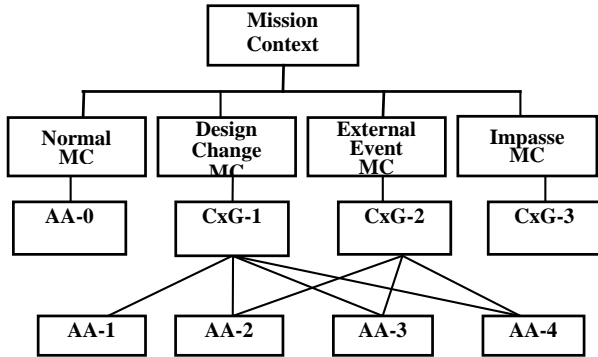 Mission
Context
Normal
MC
Design
Change
MC
External
Event
MC
Impasse
MC
AA-0
CxG-1
CxG-2
CxG-3
AA-1
AA-2
AA-3
AA-4